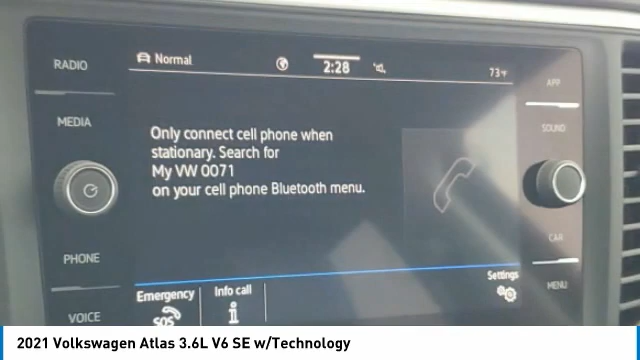 RADIO
Normal
2:28
73°F
APP
MEDIA
SOUND
Only connect cell phone when
stationary. Search for
My VW 0071
on your cell phone Bluetooth menu.
PHONE
CAR
Settings
MENU
VOICE
Emergency
SOS
Info call
2021 Volkswagen Atlas 3.6L V6 SE w/Technology